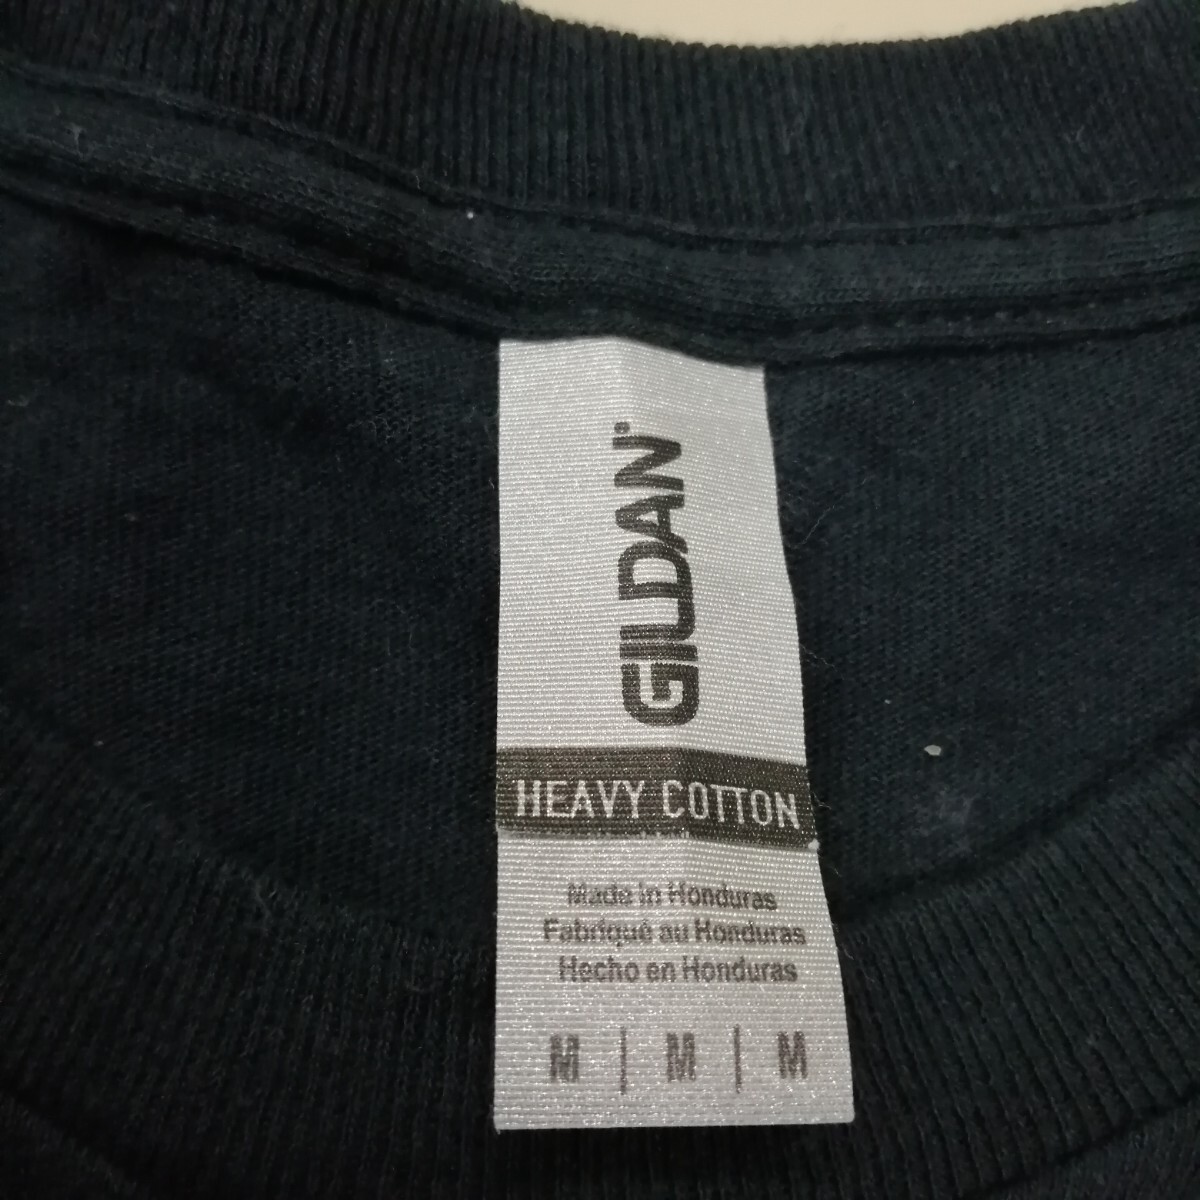 GILDAN®
HEAVY COTTON
Made in Honduras
Fabriqué au Honduras
Hecho en Honduras
M | M | M